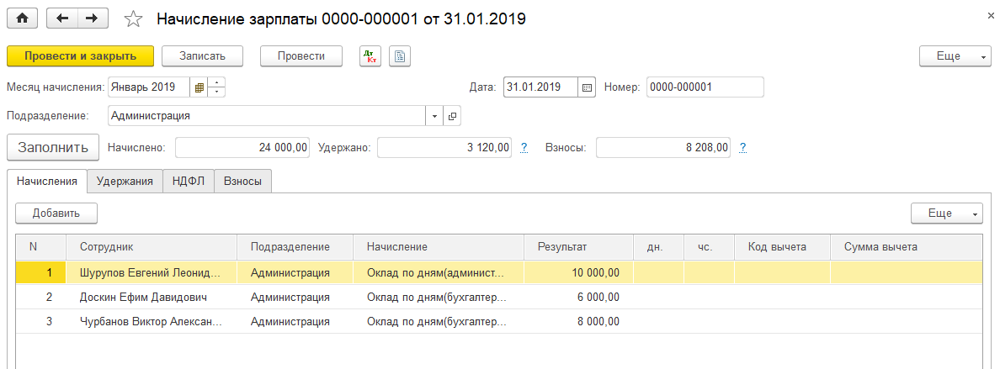 Начисление зарплаты 0000-000001 от 31.01.2019
Провести и закрыть Записать Провести Дт Кт Еще
Месяц начисления: Январь 2019 Дата: 31.01.2019 Номер: 0000-000001
Подразделение: Администрация
Заполнить Начислено: 24 000,00 Удержано: 3 120,00 ? Взносы: 8 208,00 ?
Начисления Удержания НДФЛ Взносы
Добавить Еще
N Сотрудник Подразделение Начисление Результат дн. чс. Код вычета Сумма вычета
1 Шурупов Евгений Леонид... Администрация Оклад по дням(админист... 10 000,00
2 Доскин Ефим Давидович Администрация Оклад по дням(бухгалтер... 6 000,00
3 Чурбанов Виктор Алексан... Администрация Оклад по дням(бухгалтер... 8 000,00